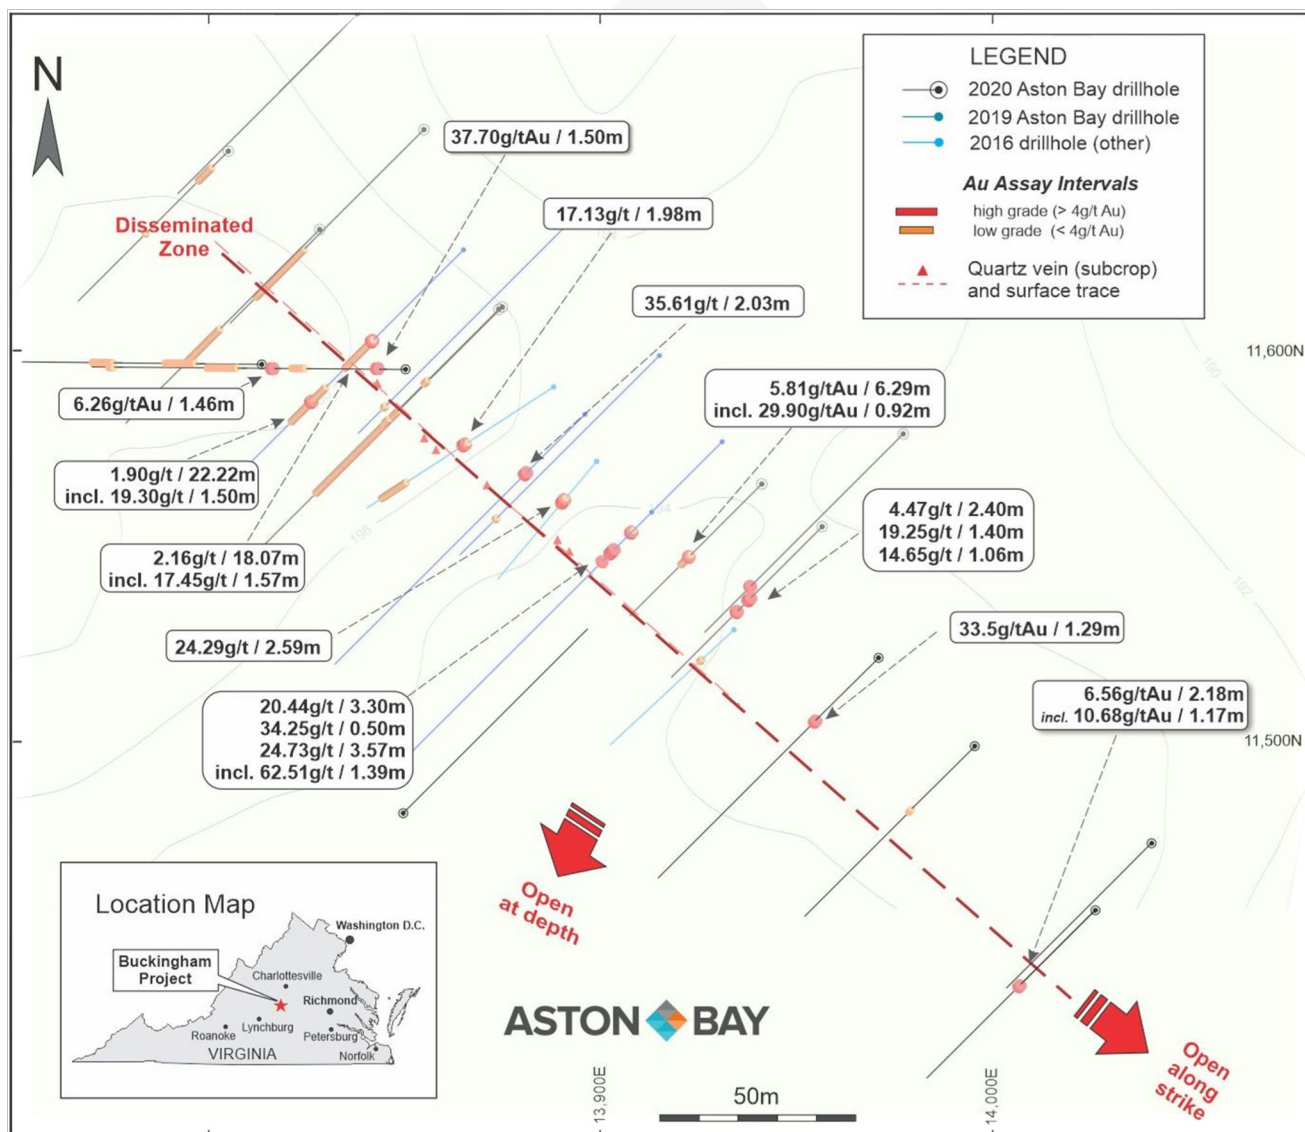 N
LEGEND
2020 Aston Bay drillhole
2019 Aston Bay drillhole
2016 drillhole (other)
Au Assay Intervals
high grade (> 4g/t Au)
low grade (< 4g/t Au)
Quartz vein (subcrop)
and surface trace
37.70g/tAu / 1.50m
17.13g/t / 1.98m
Disseminated
Zone
35.61g/t / 2.03m
11,600N
190
5.81g/tAu / 6.29m
incl. 29.90g/tAu / 0.92m
6.26g/tAu / 1.46m
1.90g/t / 22.22m
incl. 19.30g/t / 1.50m
4.47g/t / 2.40m
19.25g/t / 1.40m
14.65g/t / 1.06m
196
194
192
2.16g/t / 18.07m
incl. 17.45g/t / 1.57m
24.29g/t / 2.59m
33.5g/tAu / 1.29m
6.56g/tAu / 2.18m
incl. 10.68g/tAu / 1.17m
20.44g/t / 3.30m
34.25g/t / 0.50m
24.73g/t / 3.57m
incl. 62.51g/t / 1.39m
11,500N
Open
at depth
Location Map
Washington D.C.
Buckingham
Project
Charlottesville
Richmond
Lynchburg
Roanoke
Petersburg
VIRGINIA
Norfolk
ASTON BAY
Open
along
strike
13,900E
50m
14,000E